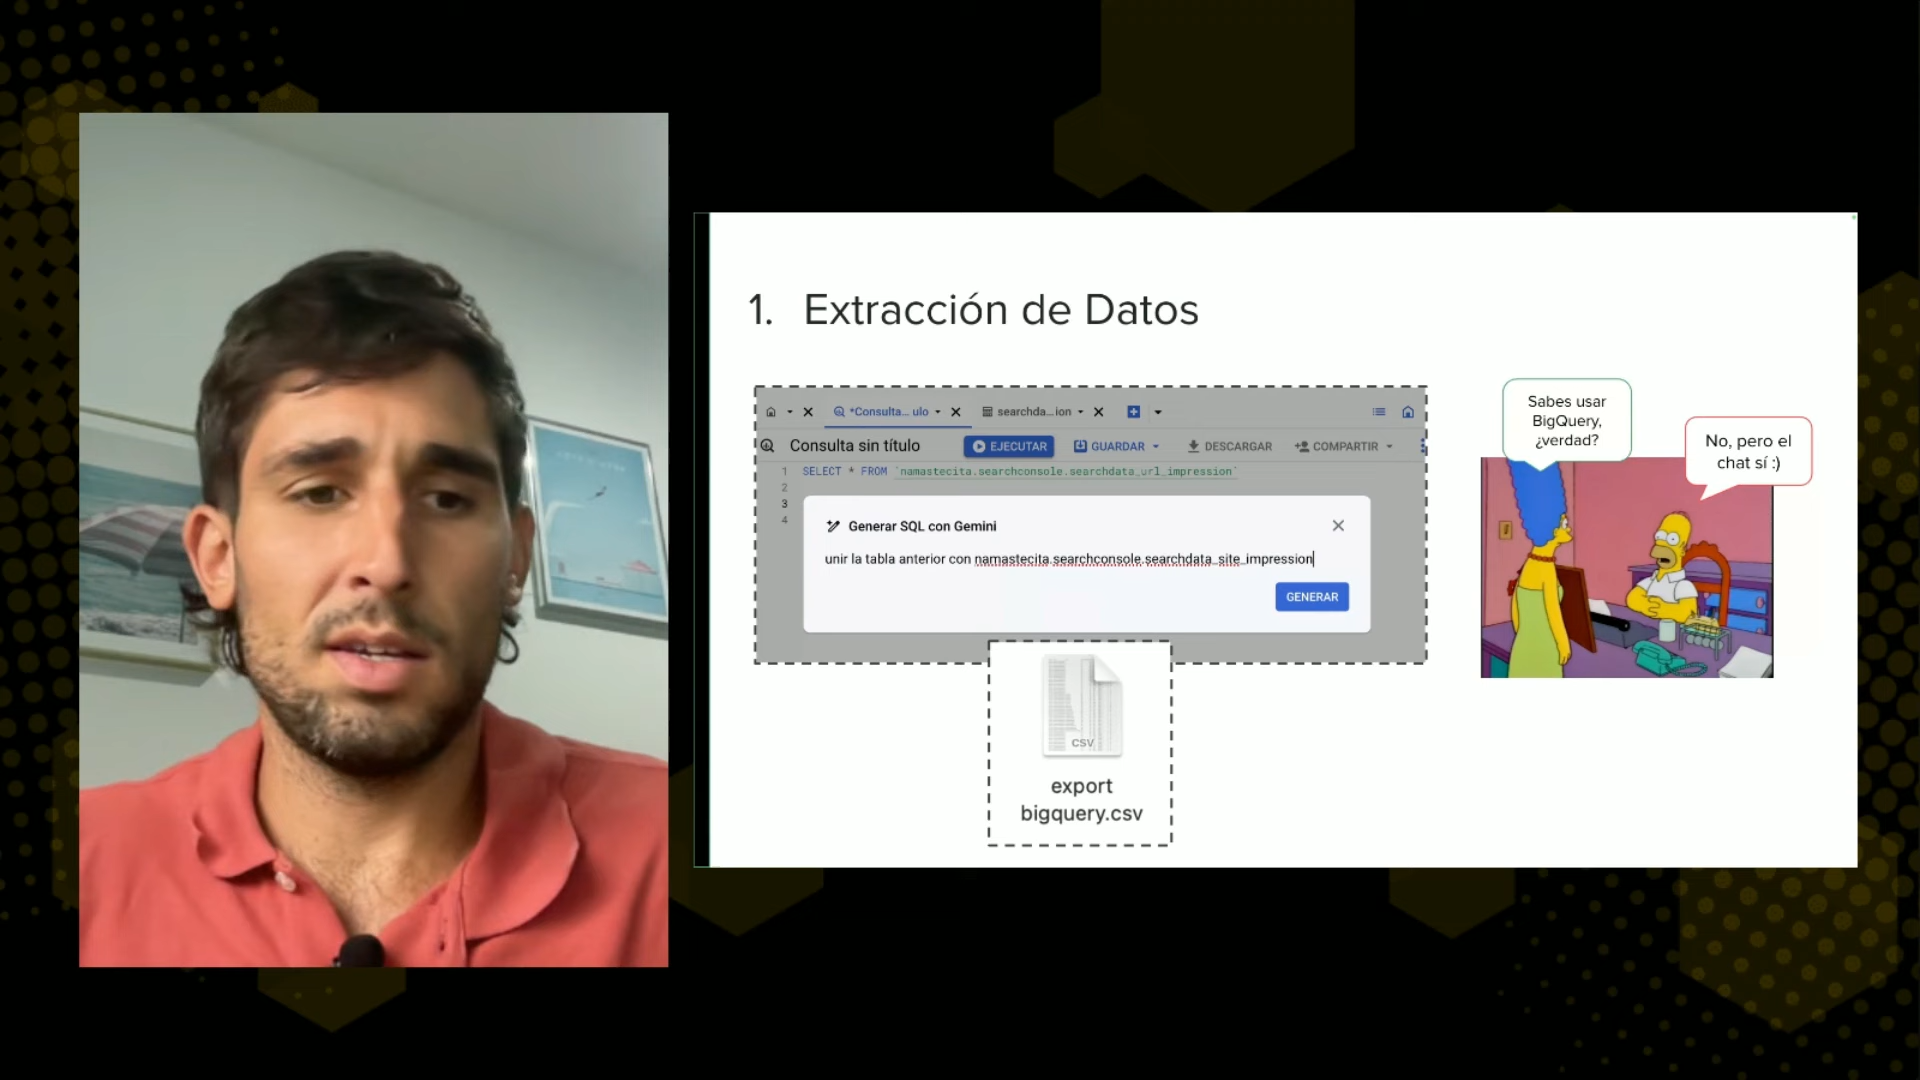 1. Extracción de Datos
*Consulta... ulo
searchda...ion
Consulta sin título
EJECUTAR
GUARDAR
DESCARGAR
COMPARTIR
1 SELECT * FROM `namastecita.searchconsole.searchdata_url_impression`
2
3
4
Generar SQL con Gemini
unir la tabla anterior con namastecita.searchconsole.searchdata_site_impression
GENERAR
CSV
export
bigquery.csv
Sabes usar
BigQuery,
¿verdad?
No, pero el
chat sí :)